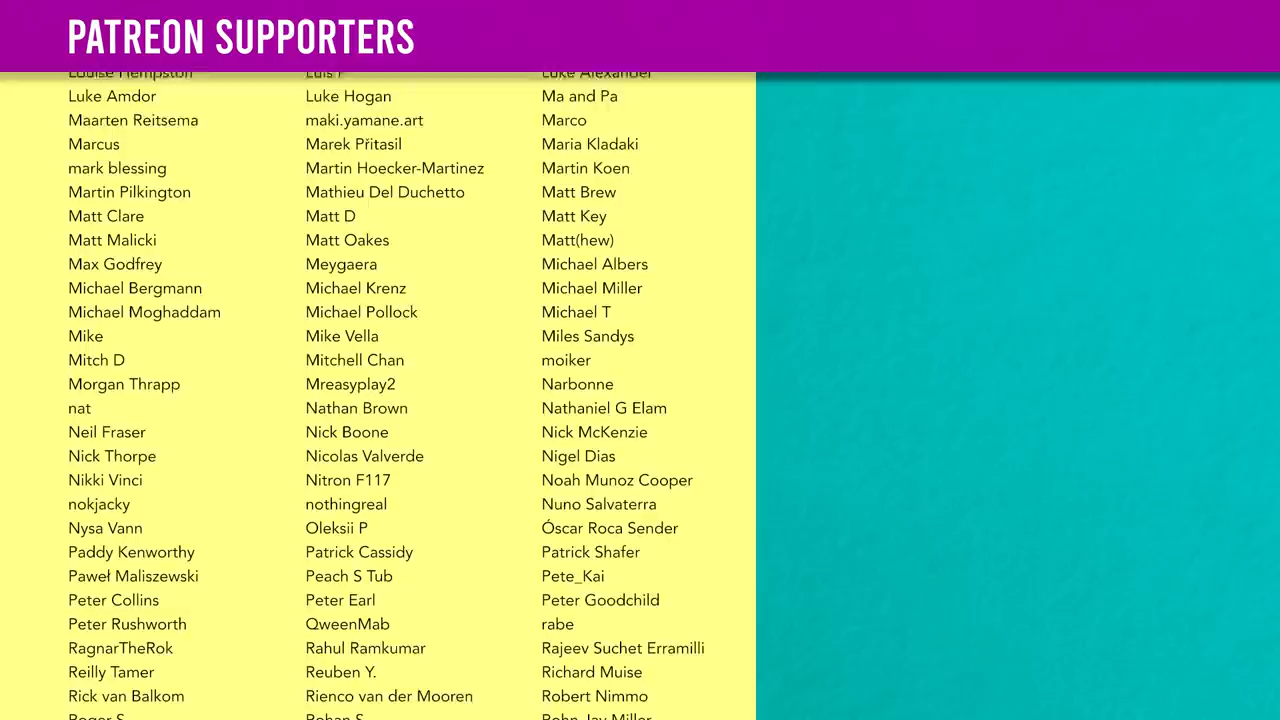 PATREON SUPPORTERS
Luke Amdor Luke Hogan Ma and Pa
Maarten Reitsema maki.yamane.art Marco
Marcus Marek Přitasil Maria Kladaki
mark blessing Martin Hoecker-Martinez Martin Koen
Martin Pilkington Mathieu Del Duchetto Matt Brew
Matt Clare Matt D Matt Key
Matt Malicki Matt Oakes Matt(hew)
Max Godfrey Meygaera Michael Albers
Michael Bergmann Michael Krenz Michael Miller
Michael Moghaddam Michael Pollock Michael T
Mike Mike Vella Miles Sandys
Mitch D Mitchell Chan moiker
Morgan Thrapp Mreasyplay2 Narbonne
nat Nathan Brown Nathaniel G Elam
Neil Fraser Nick Boone Nick McKenzie
Nick Thorpe Nicolas Valverde Nigel Dias
Nikki Vinci Nitron F117 Noah Munoz Cooper
nokjacky nothingreal Nuno Salvaterra
Nysa Vann Oleksii P Óscar Roca Sender
Paddy Kenworthy Patrick Cassidy Patrick Shafer
Paweł Maliszewski Peach S Tub Pete_Kai
Peter Collins Peter Earl Peter Goodchild
Peter Rushworth QweenMab rabe
RagnarTheRok Rahul Ramkumar Rajeev Suchet Erramilli
Reilly Tamer Reuben Y. Richard Muise
Rick van Balkom Rienco van der Mooren Robert Nimmo